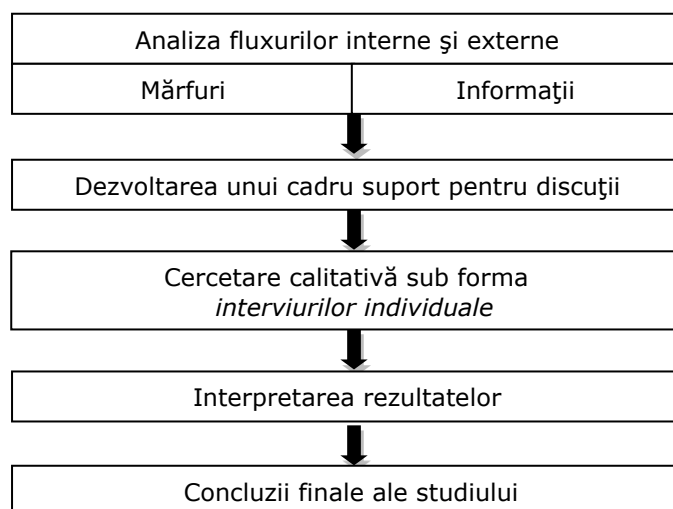 Analiza fluxurilor interne şi externe
Mărfuri
Informaţii
Dezvoltarea unui cadru suport pentru discuţii
Cercetare calitativă sub forma
interviurilor individuale
Interpretarea rezultatelor
Concluzii finale ale studiului